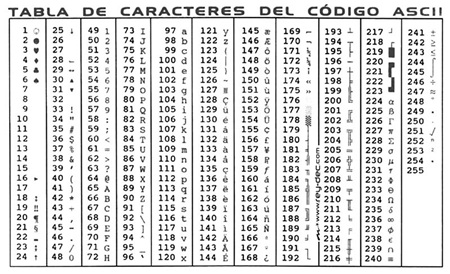 TABLA DE CARACTERES DEL CÓDIGO ASCII
1 ☺ 25 ↓ 49 1 73 I 97 a 121 y 145 æ 169 ⌐ 193 ┴ 217 ┘ 241 ±
2 ☻ 26 50 2 74 J 98 b 122 z 146 Æ 170 ¬ 194 ┬ 218 ┌ 242 ≥
3 ♥ 27 51 3 75 K 99 c 123 { 147 ô 171 ½ 195 ├ 219 █ 243 ≤
4 ♦ 28 52 4 76 L 100 d 124 | 148 ö 172 ¼ 196 ─ 220 ▄ 244 ⌠
5 ♣ 29 53 5 77 M 101 e 125 } 149 ò 173 ¡ 197 ┼ 221 ▌ 245 ⌡
6 ♠ 30 54 6 78 N 102 f 126 ~ 150 û 174 « 198 ╞ 222 ▐ 246 ÷
7 31 55 7 79 O 103 g 127 151 ù 175 » 199 ╟ 223 ▀ 247 ≈
8 32 56 8 80 P 104 h 128 Ç 152 ÿ 176 200 ╚ 224 α 248 °
9 33 ! 57 9 81 Q 105 i 129 ü 153 Ö 177 201 ╔ 225 ß 249
10 34 " 58 : 82 R 106 j 130 é 154 Ü 178 ▓ 202 ╩ 226 Γ 250
11 35 # 59 ; 83 S 107 k 131 â 155 ¢ 179 │ 203 ╦ 227 π 251 √
12 36 $ 60 < 84 T 108 l 132 ä 156 £ 180 ┤ 204 ╠ 228 Σ 252 ⁿ
13 37 % 61 = 85 U 109 m 133 à 157 ¥ 181 205 ═ 229 σ 253 ²
14 38 & 62 > 86 V 110 n 134 å 158 182 206 ╬ 230 µ 254
15 39 ' 63 ? 87 W 111 o 135 ç 159 ƒ 183 207 231 255
16 40 ( 64 @ 88 X 112 p 136 ê 160 á 184 208 232
17 41 ) 65 A 89 Y 113 q 137 ë 161 í 185 209 233
18 ↕ 42 * 66 B 90 Z 114 r 138 è 162 ó 186 210 234 Ω
19 ‼ 43 + 67 C 91 [ 115 s 139 ï 163 ú 187 211 235 δ
20 ¶ 44 , 68 D 92 \ 116 t 140 î 164 ñ 188 212 236 ∞
21 § 45 - 69 E 93 ] 117 u 141 ì 165 Ñ 189 213 237
22 46 . 70 F 94 ^ 118 v 142 Ä 166 ª 190 214 238
23 ↨ 47 / 71 G 95 _ 119 w 143 Å 167 º 191 ┐ 215 239 ∩
24 ↑ 48 0 72 H 96 ` 120 x 144 É 168 ¿ 192 └ 216 240 ≡